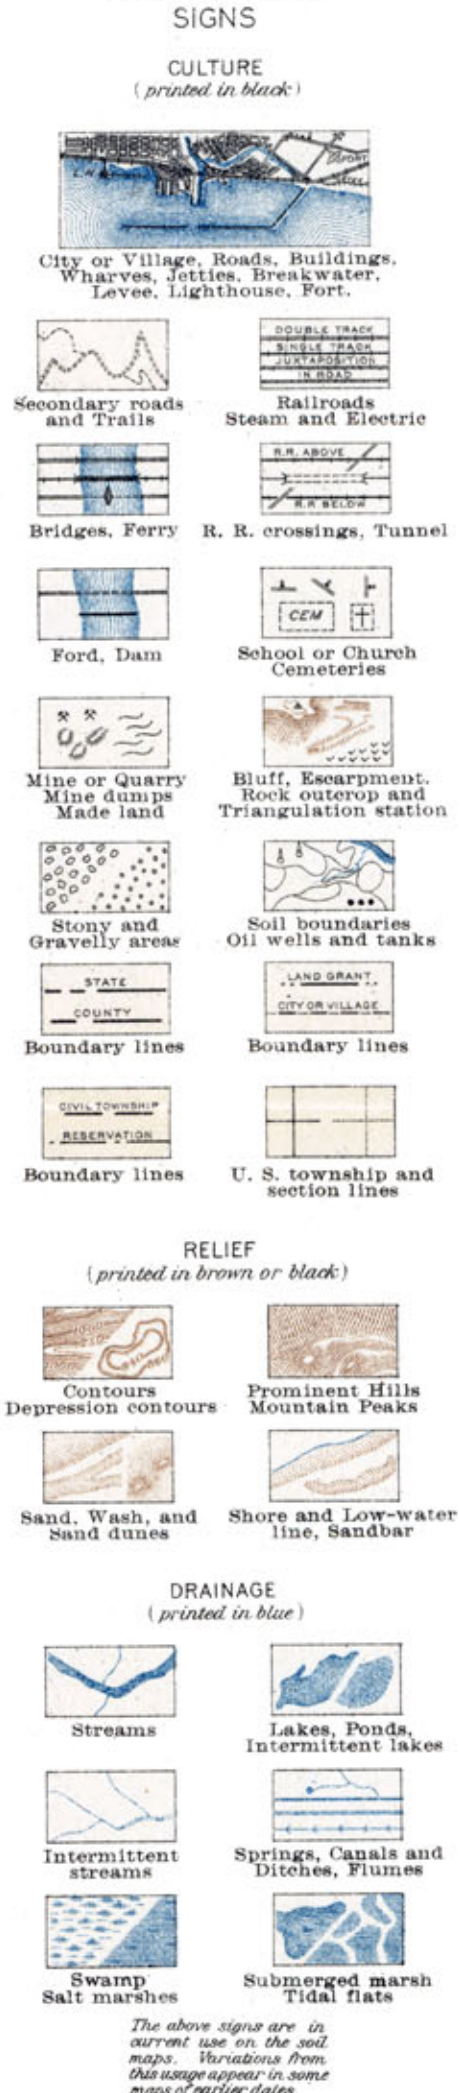 SIGNS
CULTURE
(printed in black)
L.H.
FORT
City or Village, Roads, Buildings,
Wharves, Jetties, Breakwater,
Levee, Lighthouse, Fort.
DOUBLE TRACK
SINGLE TRACK
JUXTAPOSITION
IN ROAD
Secondary roads
and Trails
Railroads
Steam and Electric
R.R. ABOVE
R.R BELOW
Bridges, Ferry
R. R. crossings, Tunnel
CEM
Ford, Dam
School or Church
Cemeteries
Mine or Quarry
Mine dumps
Made land
Bluff, Escarpment.
Rock outcrop and
Triangulation station
Stony and
Gravelly areas
Soil boundaries
Oil wells and tanks
STATE
COUNTY
Boundary lines
LAND GRANT
CITY OR VILLAGE
Boundary lines
CIVIL TOWNSHIP
RESERVATION
Boundary lines
U. S. township and
section lines
RELIEF
(printed in brown or black)
Contours
Depression contours
Prominent Hills
Mountain Peaks
Sand, Wash, and
Sand dunes
Shore and Low-water
line, Sandbar
DRAINAGE
(printed in blue)
Streams
Lakes, Ponds,
Intermittent lakes
Intermittent
streams
Springs, Canals and
Ditches, Flumes
Swamp
Salt marshes
Submerged marsh
Tidal flats
The above signs are in
current use on the soil
maps. Variations from
this usage appear in some
maps of earlier dates